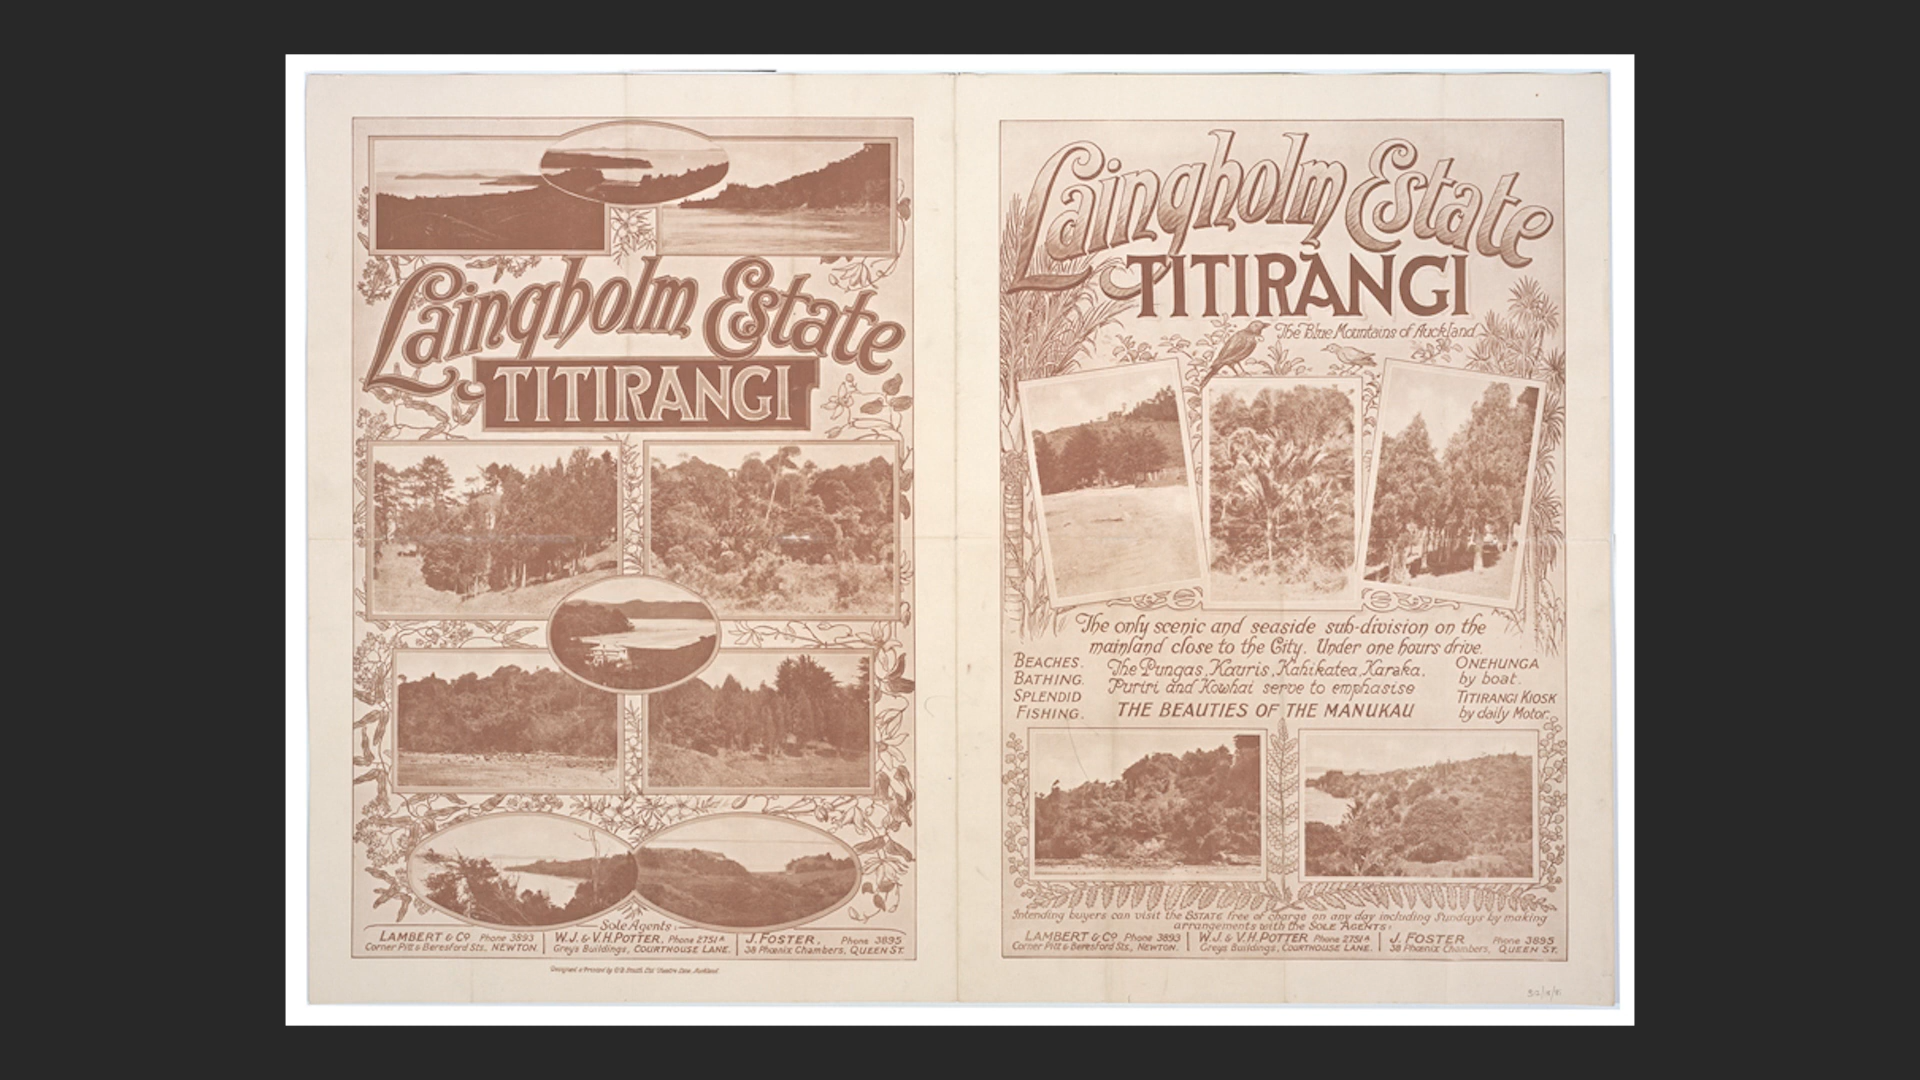 Laingholm Estate
TITIRANGI
Sole Agents:
LAMBERT & Co Phone 3893
Corner Pitt & Beresford Sts., NEWTON
W.J. & V.H. POTTER, Phone 2751A
Greys Buildings, COURTHOUSE LANE.
J. FOSTER, Phone 3895
38 Phœnix Chambers, QUEEN ST.
Designed & Printed by
Auckland
Laingholm Estate
TITIRANGI
The Blue Mountains of Auckland
The only scenic and seaside sub-division on the
mainland close to the City. Under one hours drive.
BEACHES.
BATHING.
SPLENDID
FISHING.
The Pungas, Kauris, Kahikatea, Karaka,
Puriri and Kowhai serve to emphasise
THE BEAUTIES OF THE MANUKAU
ONEHUNGA
by boat.
TITIRANGI KIOSK
by daily Motor.
Intending buyers can visit the ESTATE free of charge on any day including Sundays by making
arrangements with the SOLE AGENTS:
LAMBERT & Co Phone 3893
Corner Pitt & Beresford Sts., NEWTON.
W.J. & V.H. POTTER Phone 2751A
Greys Buildings, COURTHOUSE LANE.
J. FOSTER Phone 3895
38 Phœnix Chambers, QUEEN ST.